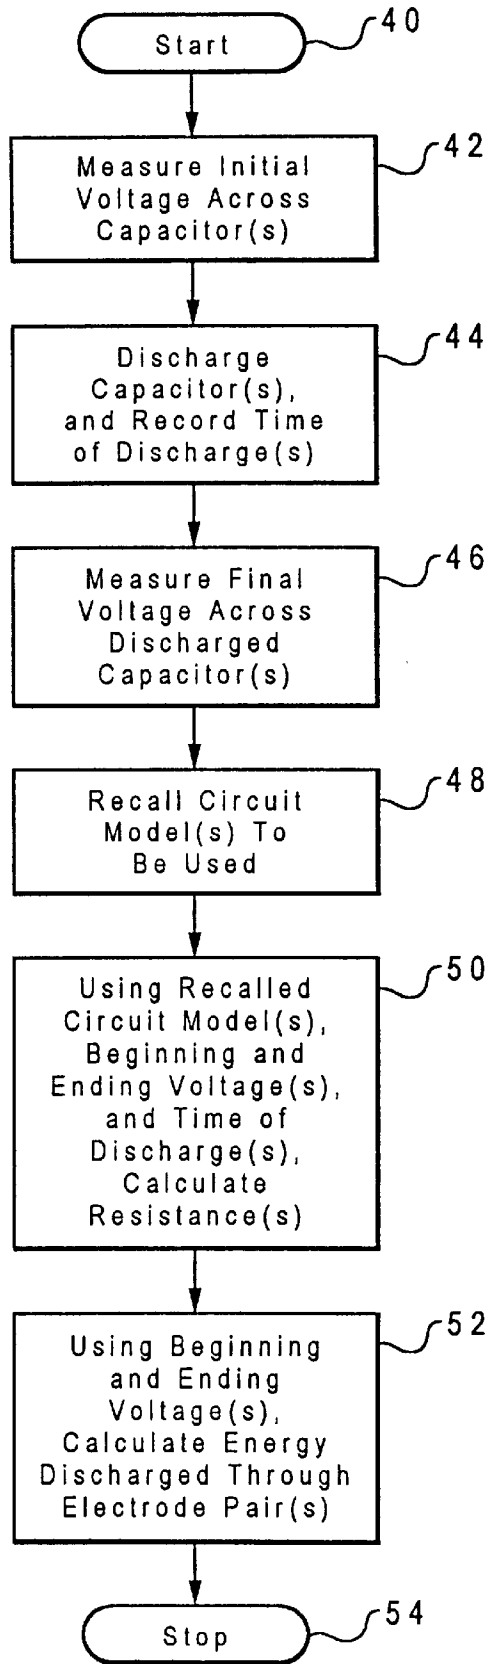 40
Start
42
Measure Initial
Voltage Across
Capacitor(s)
44
Discharge
Capacitor(s),
and Record Time
of Discharge(s)
46
Measure Final
Voltage Across
Discharged
Capacitor(s)
48
Recall Circuit
Model(s) To
Be Used
50
Using Recalled
Circuit Model(s),
Beginning and
Ending Voltage(s),
and Time of
Discharge(s),
Calculate
Resistance(s)
52
Using Beginning
and Ending
Voltage(s),
Calculate Energy
Discharged Through
Electrode Pair(s)
54
Stop